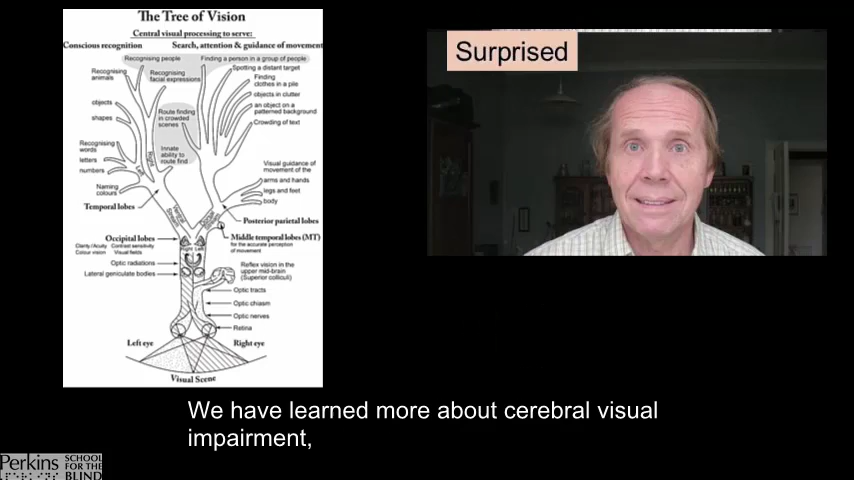 The Tree of Vision
Central visual processing to serve:
Conscious recognition
Search, attention & guidance of movement
Recognising people
Finding a person in a group of people
Recognising
animals
Recognising
facial expressions
Spotting a distant target
Finding
clothes in a pile
objects in clutter
an object on a
patterned background
Crowding of text
objects
shapes
Route finding
in crowded
scenes
Innate
ability to
route find
Recognising
words
letters
numbers
Naming
colours
Left
Right
Visual guidance of
movement of the
arms and hands
legs and feet
body
Temporal lobes
Ventral
Stream
Posterior parietal lobes
Occipital lobes
Clarity/Acuity
Contrast sensitivity
Colour vision
Visual fields
Right
Left
Middle temporal lobes (MT)
for the accurate perception
of movement
Optic radiations
Lateral geniculate bodies
Reflex vision in the
upper mid-brain
(Superior colliculi)
Optic tracts
Optic chiasm
Optic nerves
Retina
Left eye
Right eye
Visual Scene
Surprised
We have learned more about cerebral visual
impairment,
Perkins
SCHOOL
FOR THE
BLIND